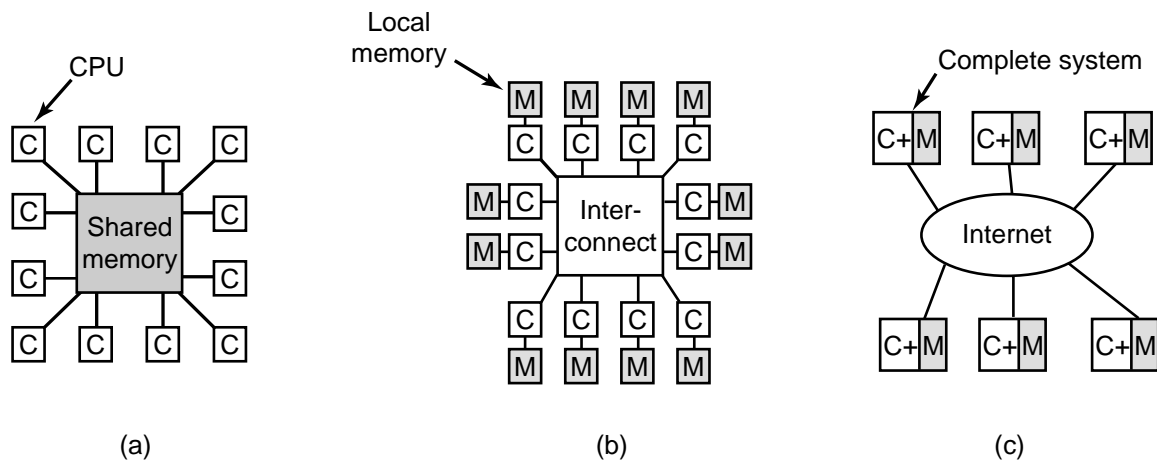 CPU
C C C C
C C
Shared
memory
C C
C C C C
(a)
Local
memory
M M M M
C C C C
M C C M
Inter-
connect
M C C M
C C C C
M M M M
(b)
Complete system
C+ M C+ M C+ M
Internet
C+ M C+ M C+ M
(c)